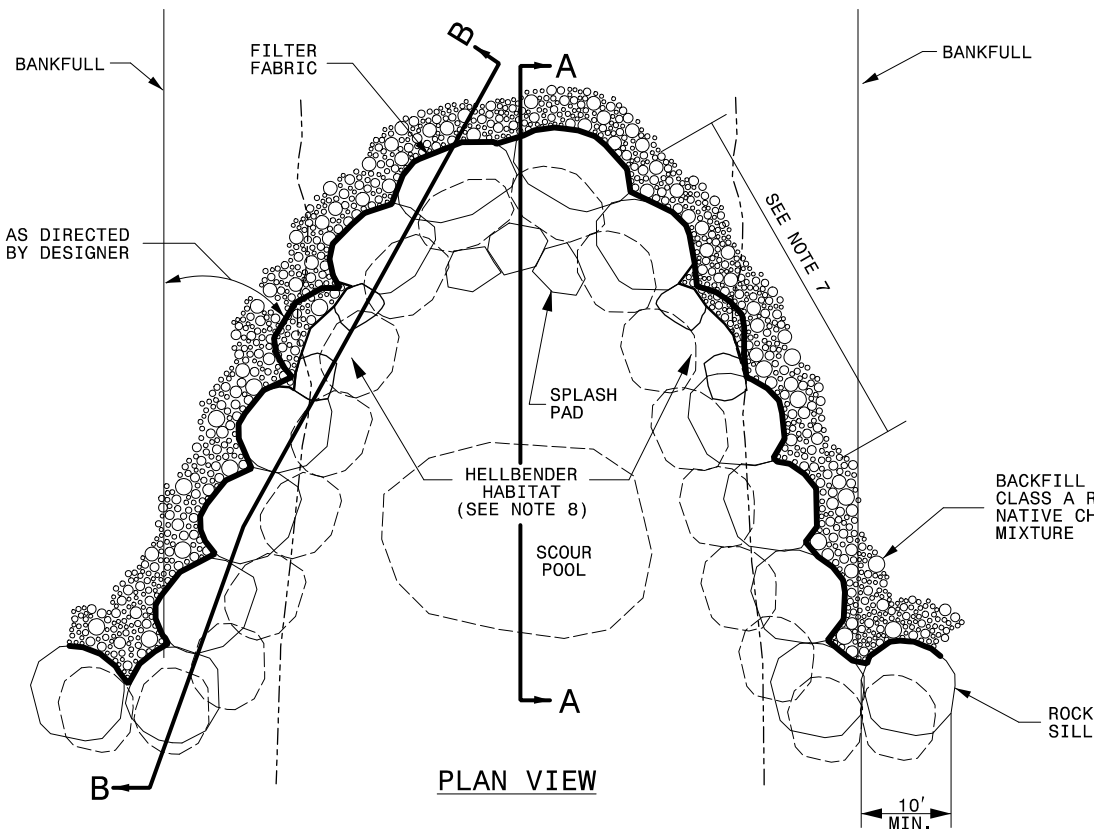 B
A
BANKFULL
FILTER
FABRIC
BANKFULL
SEE NOTE 7
AS DIRECTED
BY DESIGNER
SPLASH
PAD
HELLBENDER
HABITAT
(SEE NOTE 8)
SCOUR
POOL
BACKFILL
CLASS A R
NATIVE CH
MIXTURE
A
ROCK
SILL
B
PLAN VIEW
10'
MIN.